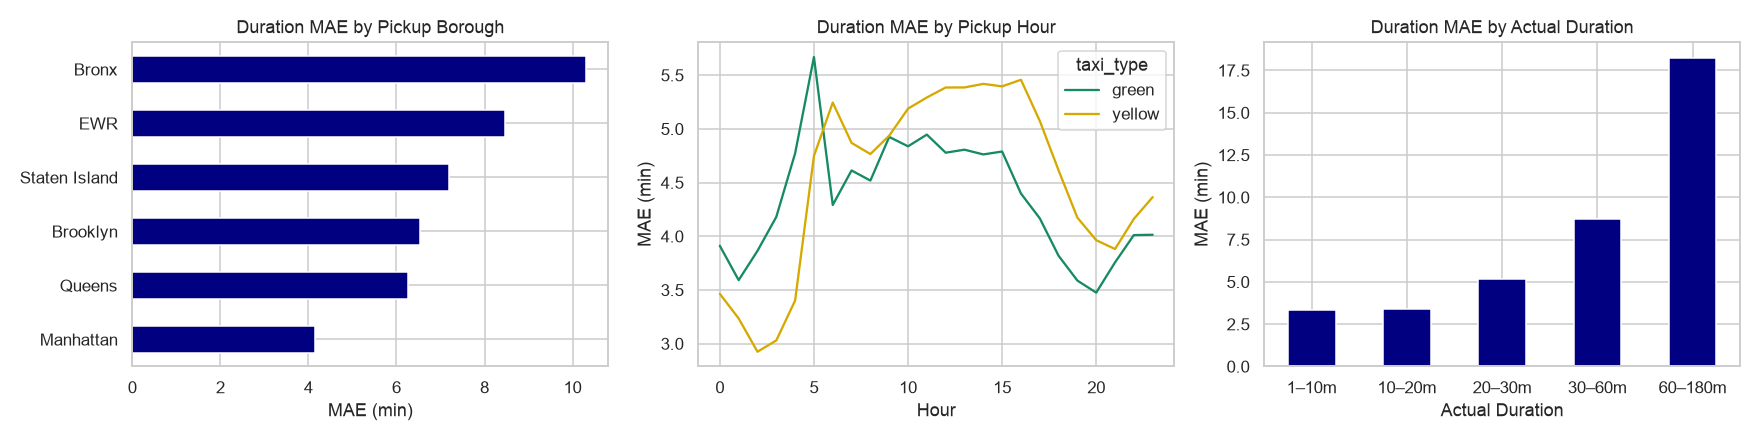 Duration MAE by Pickup Borough
Bronx
EWR
Staten Island
Brooklyn
Queens
Manhattan
0 2 4 6 8 10
MAE (min)
Duration MAE by Pickup Hour
taxi_type
green
yellow
5.5
5.0
4.5
4.0
3.5
3.0
MAE (min)
0 5 10 15 20
Hour
Duration MAE by Actual Duration
17.5
15.0
12.5
10.0
7.5
5.0
2.5
0.0
MAE (min)
1–10m 10–20m 20–30m 30–60m 60–180m
Actual Duration